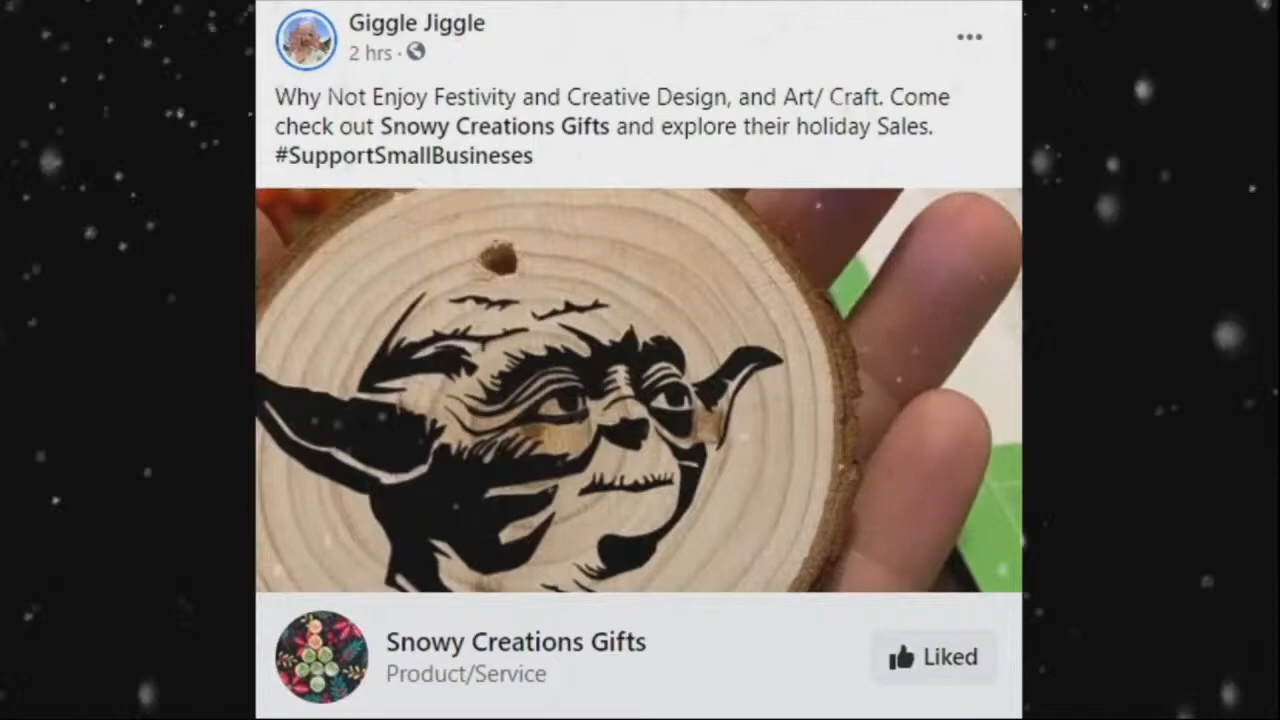 Giggle Jiggle
2 hrs ·
Why Not Enjoy Festivity and Creative Design, and Art/ Craft. Come
check out Snowy Creations Gifts and explore their holiday Sales.
#SupportSmallBusineses
Snowy Creations Gifts
Product/Service
Liked